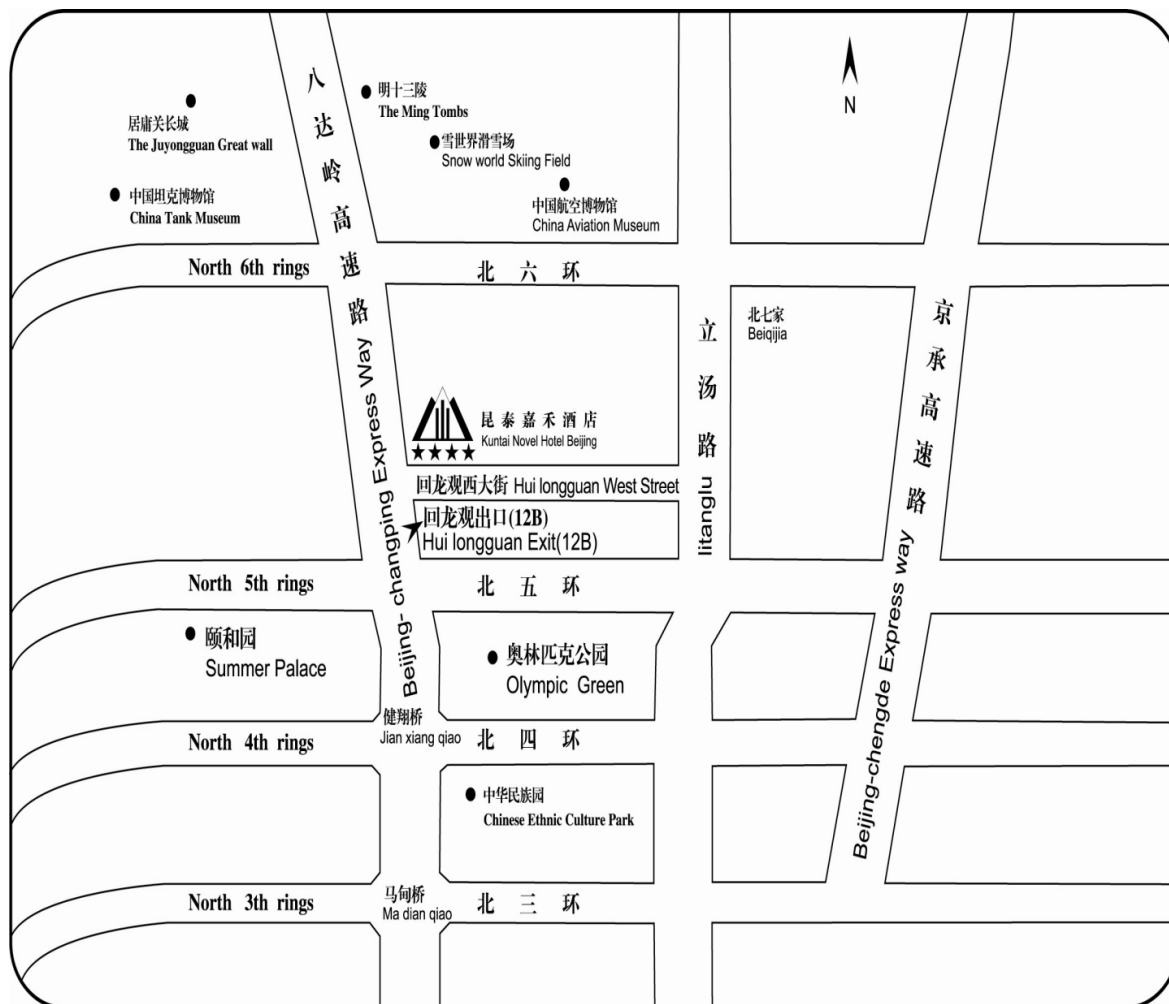 八达岭高速路
明十三陵
The Ming Tombs
居庸关长城
The Juyongguan Great wall
雪世界滑雪场
Snow world Skiing Field
中国坦克博物馆
China Tank Museum
中国航空博物馆
China Aviation Museum
N
North 6th rings
北六环
立汤路
litanglu
北七家
Beiqijia
京承高速路
Beijing-chengde Express way
Beijing- changping Express Way
昆泰嘉禾酒店
Kuntai Novel Hotel Beijing
回龙观西大街 Hui longguan West Street
回龙观出口(12B)
Hui longguan Exit(12B)
North 5th rings
北五环
颐和园
Summer Palace
奥林匹克公园
Olympic Green
健翔桥
Jian xiang qiao
North 4th rings
北四环
中华民族园
Chinese Ethnic Culture Park
马甸桥
Ma dian qiao
North 3th rings
北三环